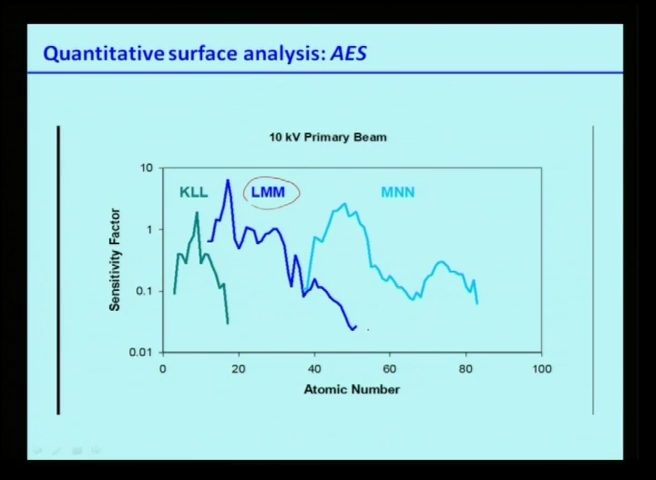 Quantitative surface analysis: AES
10 kV Primary Beam
10
1
0.1
0.01
Sensitivity Factor
KLL
LMM
MNN
0 20 40 60 80 100
Atomic Number